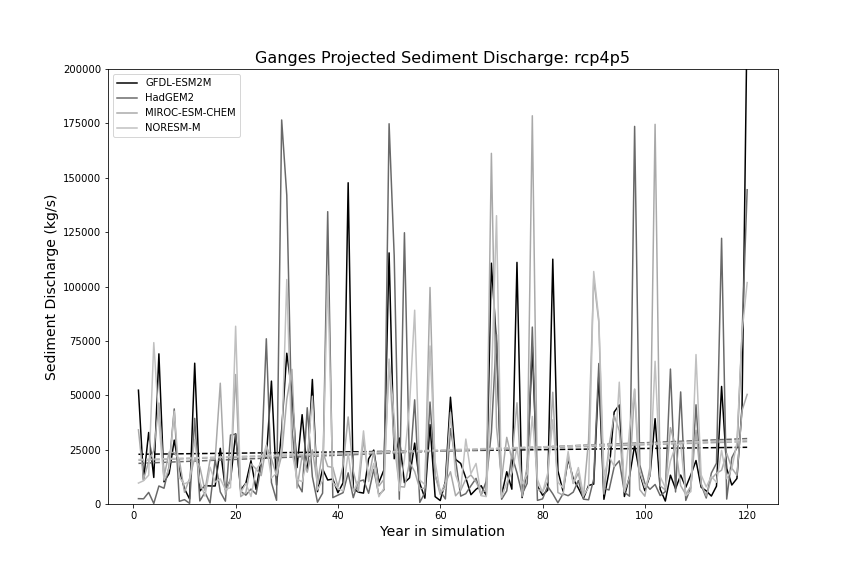 Ganges Projected Sediment Discharge: rcp4p5
200000
175000
150000
125000
100000
75000
50000
25000
0
Sediment Discharge (kg/s)
GFDL-ESM2M
HadGEM2
MIROC-ESM-CHEM
NORESM-M
0 20 40 60 80 100 120
Year in simulation